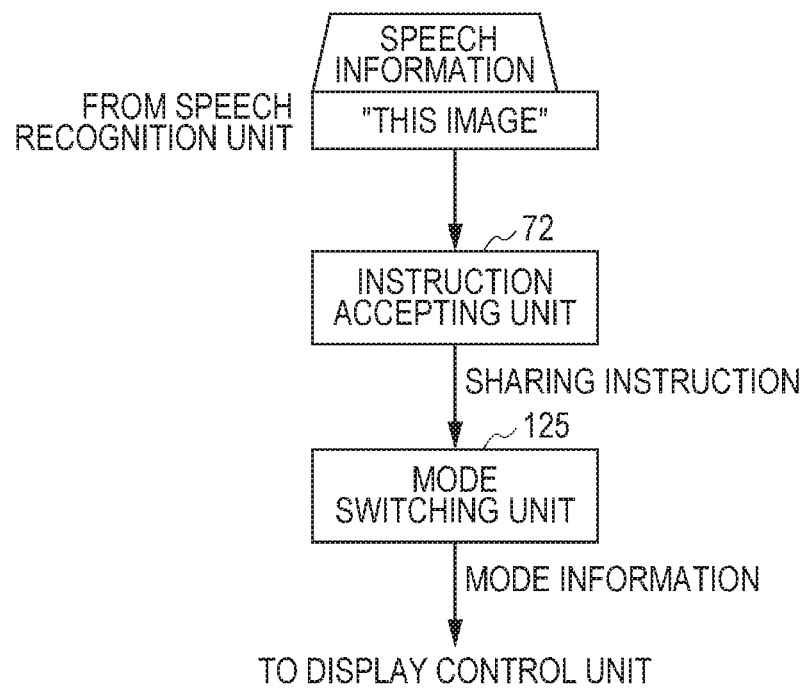 SPEECH
INFORMATION
FROM SPEECH
RECOGNITION UNIT
"THIS IMAGE"
72
INSTRUCTION
ACCEPTING UNIT
SHARING INSTRUCTION
125
MODE
SWITCHING UNIT
MODE INFORMATION
TO DISPLAY CONTROL UNIT